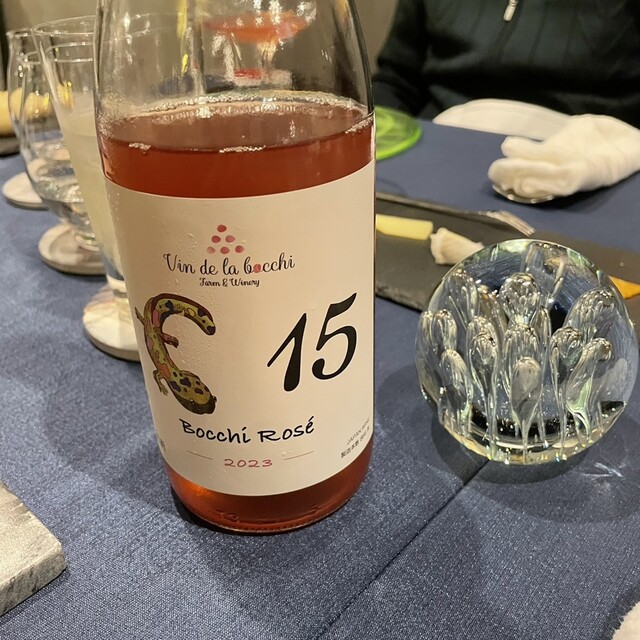 Vin de la bocchi
Farm & Winery
15
Bocchi Rosé
2023